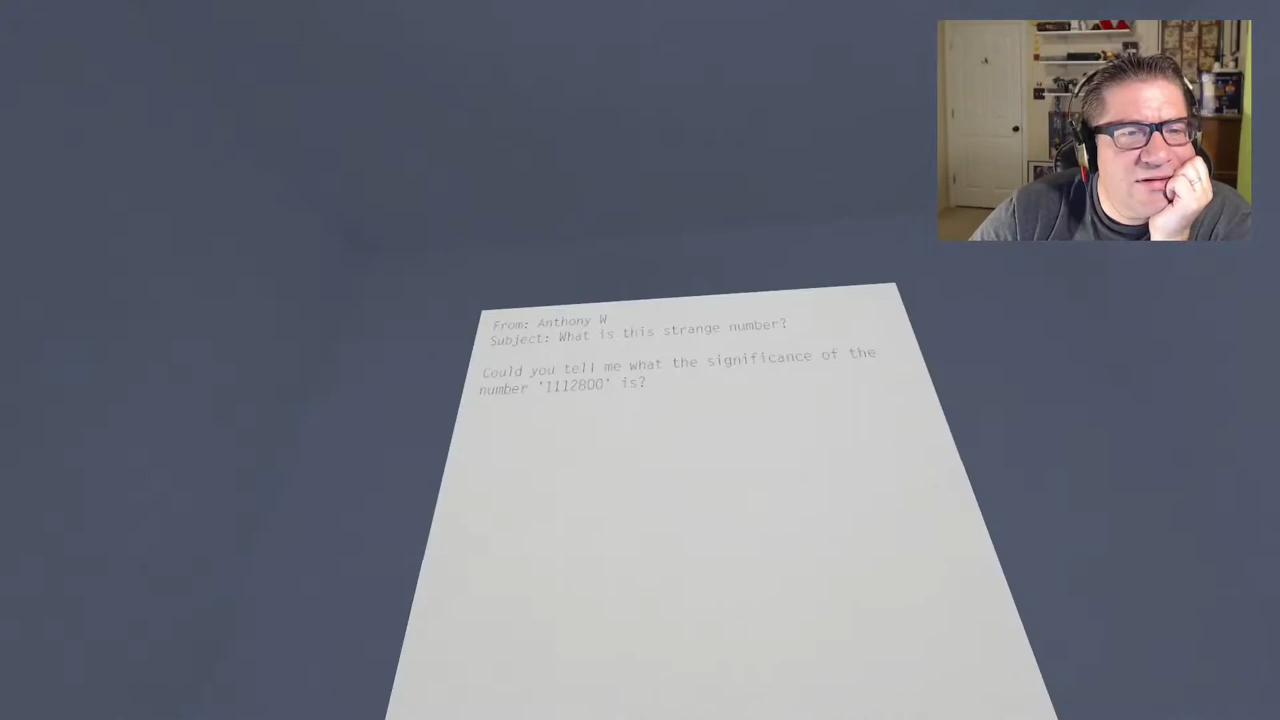 From: Anthony W
Subject: What is this strange number?
Could you tell me what the significance of the
number '1112800' is?